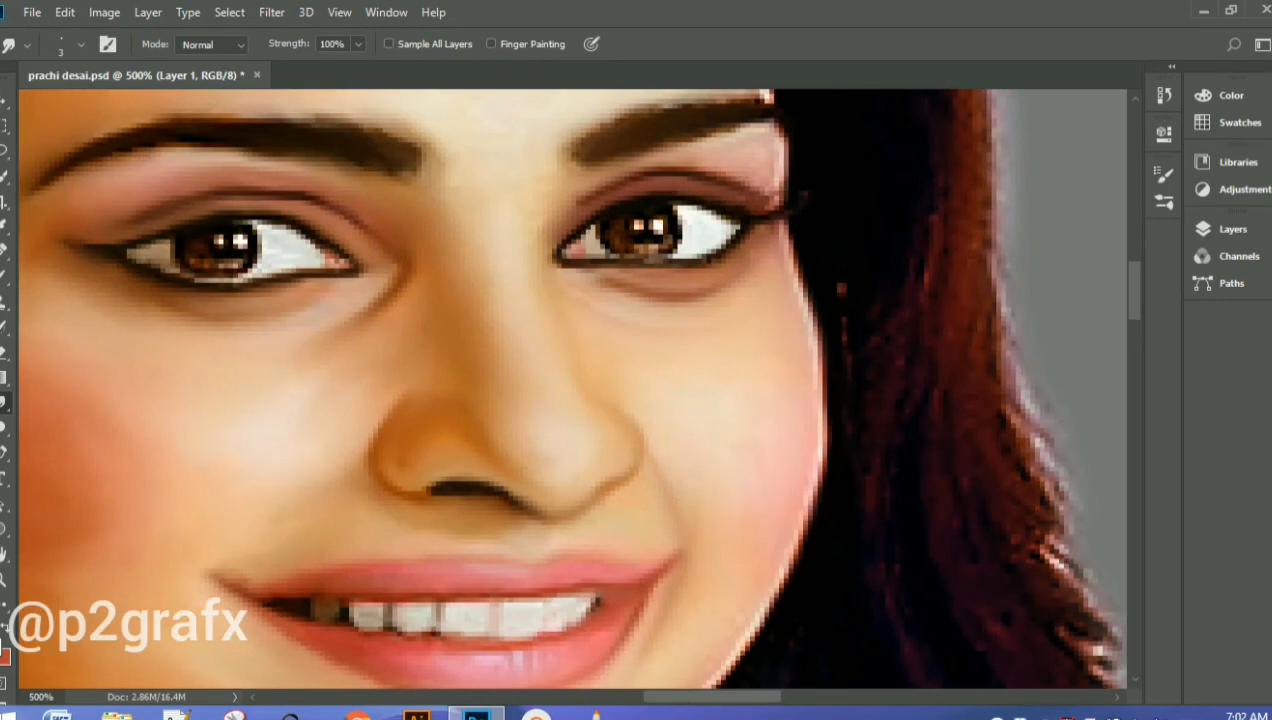 File Edit Image Layer Type Select Filter 3D View Window Help
3 Mode: Normal Strength: 100% Sample All Layers Finger Painting
prachi desai.psd @ 500% (Layer 1, RGB/8) * ×
Color
Swatches
Libraries
Adjustment
Layers
Channels
Paths
@p2grafx
500% Doc: 2.86M/16.4M
Ai
7:02 AM